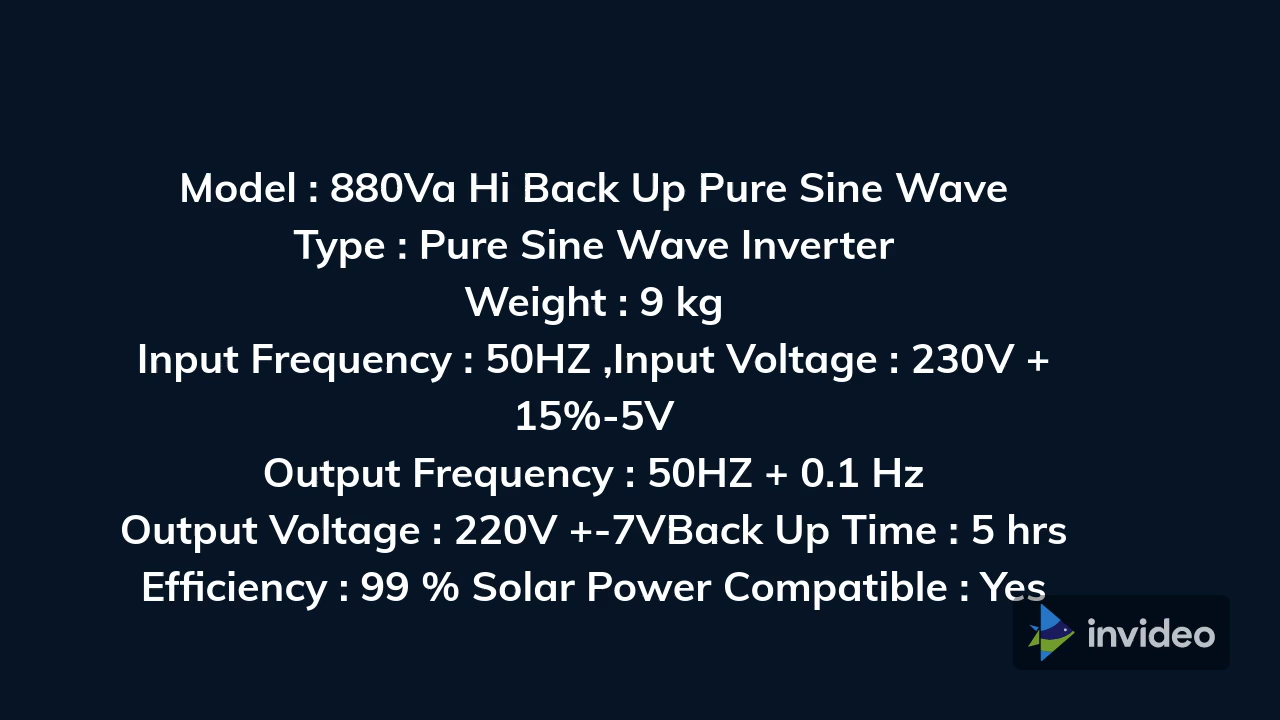 Model : 880Va Hi Back Up Pure Sine Wave
Type : Pure Sine Wave Inverter
Weight : 9 kg
Input Frequency : 50HZ ,Input Voltage : 230V +
15%-5V
Output Frequency : 50HZ + 0.1 Hz
Output Voltage : 220V +-7VBack Up Time : 5 hrs
Efficiency : 99 % Solar Power Compatible : Yes
invideo